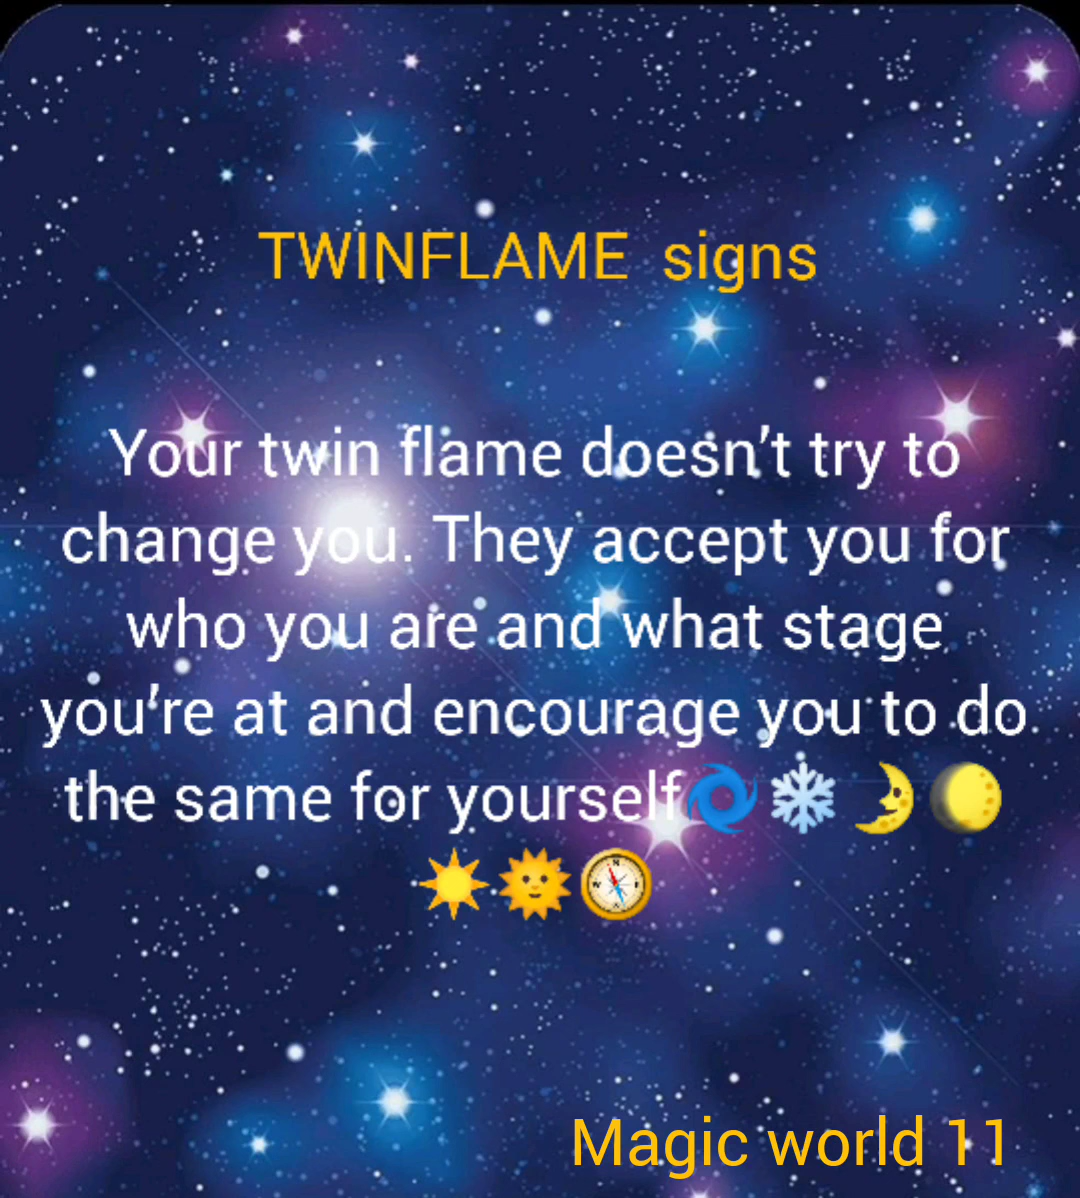 TWINFLAME signs
Your twin flame doesn't try to
change you. They accept you for
who you are and what stage
you're at and encourage you to do
the same for yourself🌀❄️🌛🌔
☀️🌞🧭
Magic world 11